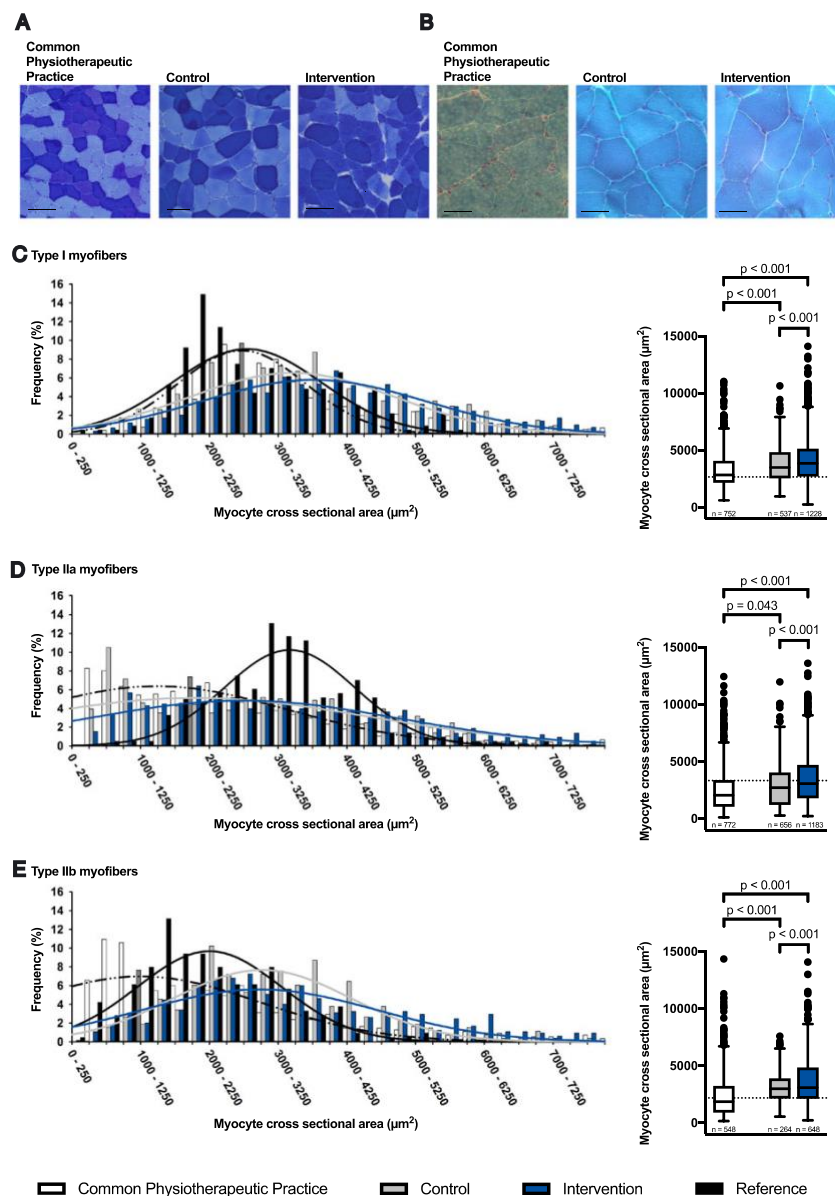 A
B
Common
Physiotherapeutic
Practice
Control
Intervention
Common
Physiotherapeutic
Practice
Control
Intervention
C Type I myofibers
Frequency (%)
16
14
12
10
8
6
4
2
0
0 - 250
1000 - 1250
2000 - 2250
3000 - 3250
4000 - 4250
5000 - 5250
6000 - 6250
7000 - 7250
Myocyte cross sectional area (µm²)
p < 0.001
p < 0.001
p < 0.001
Myocyte cross sectional area (µm²)
15000
10000
5000
0
n = 752
n = 537
n = 1228
D Type IIa myofibers
Frequency (%)
16
14
12
10
8
6
4
2
0
0 - 250
1000 - 1250
2000 - 2250
3000 - 3250
4000 - 4250
5000 - 5250
6000 - 6250
7000 - 7250
Myocyte cross sectional area (µm²)
p < 0.001
p = 0.043
p < 0.001
Myocyte cross sectional area (µm²)
15000
10000
5000
0
n = 772
n = 656
n = 1183
E Type IIb myofibers
Frequency (%)
16
14
12
10
8
6
4
2
0
0 - 250
1000 - 1250
2000 - 2250
3000 - 3250
4000 - 4250
5000 - 5250
6000 - 6250
7000 - 7250
Myocyte cross sectional area (µm²)
p < 0.001
p < 0.001
p < 0.001
Myocyte cross sectional area (µm²)
15000
10000
5000
0
n = 548
n = 264
n = 648
Common Physiotherapeutic Practice
Control
Intervention
Reference